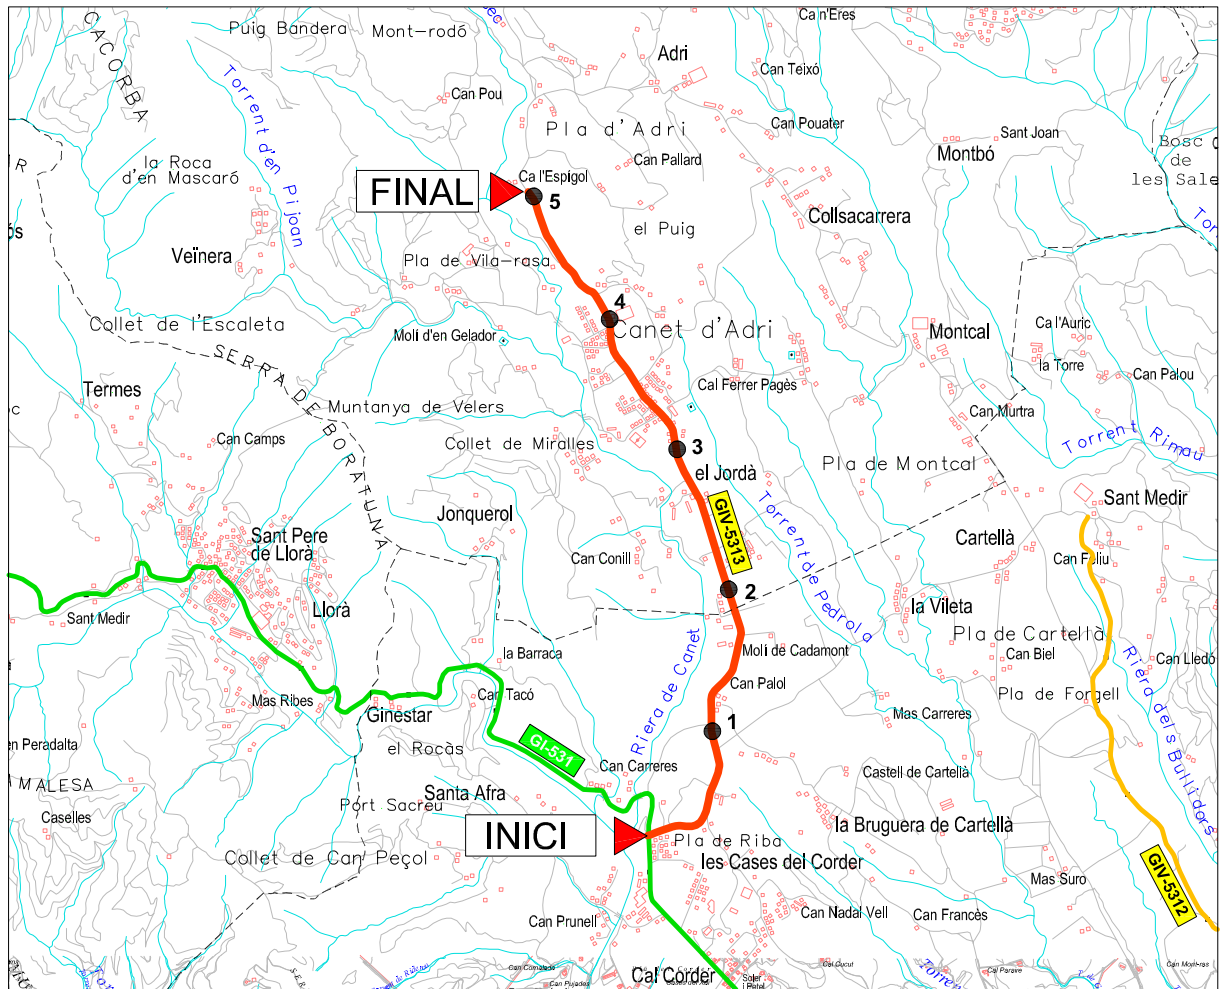 CACORBA
Puig Bandera
Mont-rodó
Ca n'Eres
Adri
Can Teixó
Can Pou
Torrent d'en Pijoan
Pla d'Adri
Can Pouater
Sant Joan
Montbó
Bosc d
de
les Sale
la Roca
d'en Mascaró
Can Pallard
Ca l'Espígol
FINAL
5
Collsacarrera
el Puig
Veïnera
Pla de Vila-rasa
4
Collet de l'Escaleta
Canet d'Adri
Molí d'en Gelador
Montcal
Ca l'Auric
la Torre
Can Palou
SERRA DE BORATUNA
Termes
Cal Ferrer Pagès
Muntanya de Velers
Can Murtra
Torrent Rimau
Can Camps
Collet de Miralles
3
el Jordà
Pla de Montcal
Sant Medir
Jonquerol
GIV-5313
Torrent de Pedrola
Sant Pere
de Llorà
Cartellà
Can Conill
Can Feliu
2
Llorà
la Vileta
Sant Medir
Pla de Cartellà
Molí de Cadamont
la Barraca
Can Biel
Can Lledó
Riera de Canet
Can Palol
Pla de Forgell
Riera dels Bullidors
Mas Ribes
Can Tacó
Ginestar
Mas Carreres
1
en Peradalta
el Rocàs
GI-531
Can Carreres
Castell de Cartellà
MALESA
Santa Afra
Port Sacreu
Caselles
INICI
Pla de Riba
la Bruguera de Cartellà
les Cases del Corder
Collet de Can Peçol
Mas Suro
GIV-5312
Can Prunell
Can Nadal Vell
Can Francès
Cal Corder
Can Pujades
Soler
Cal Cucut
Cal Parave